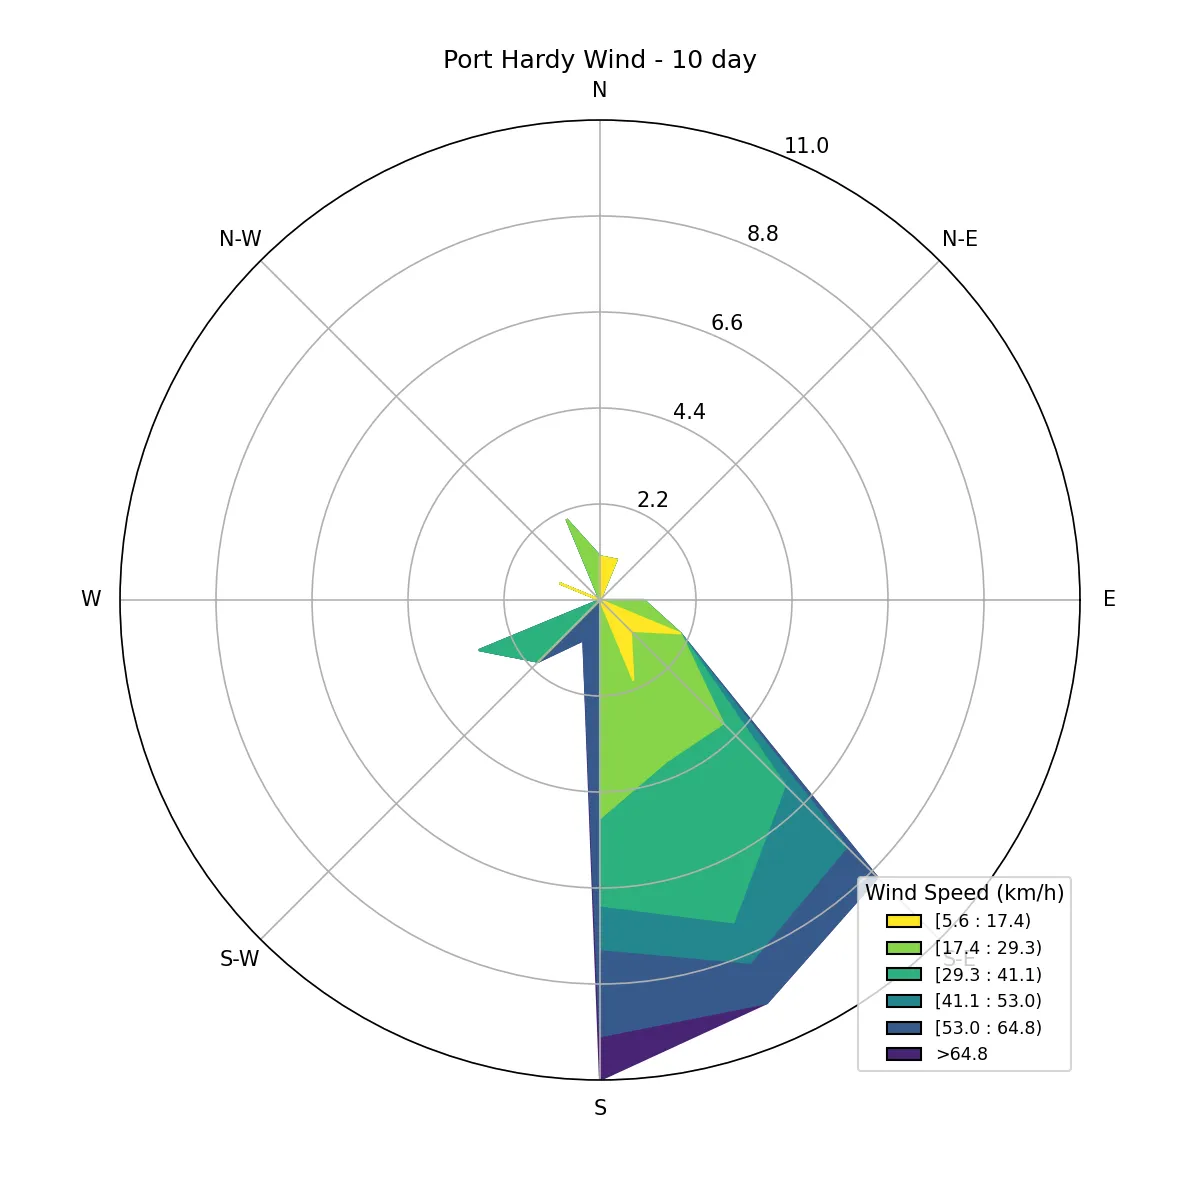 Port Hardy Wind - 10 day
N
11.0
N-W
N-E
8.8
6.6
4.4
2.2
W
E
Wind Speed (km/h)
[5.6 : 17.4)
[17.4 : 29.3)
[29.3 : 41.1)
[41.1 : 53.0)
[53.0 : 64.8)
>64.8
S-W
S-E
S